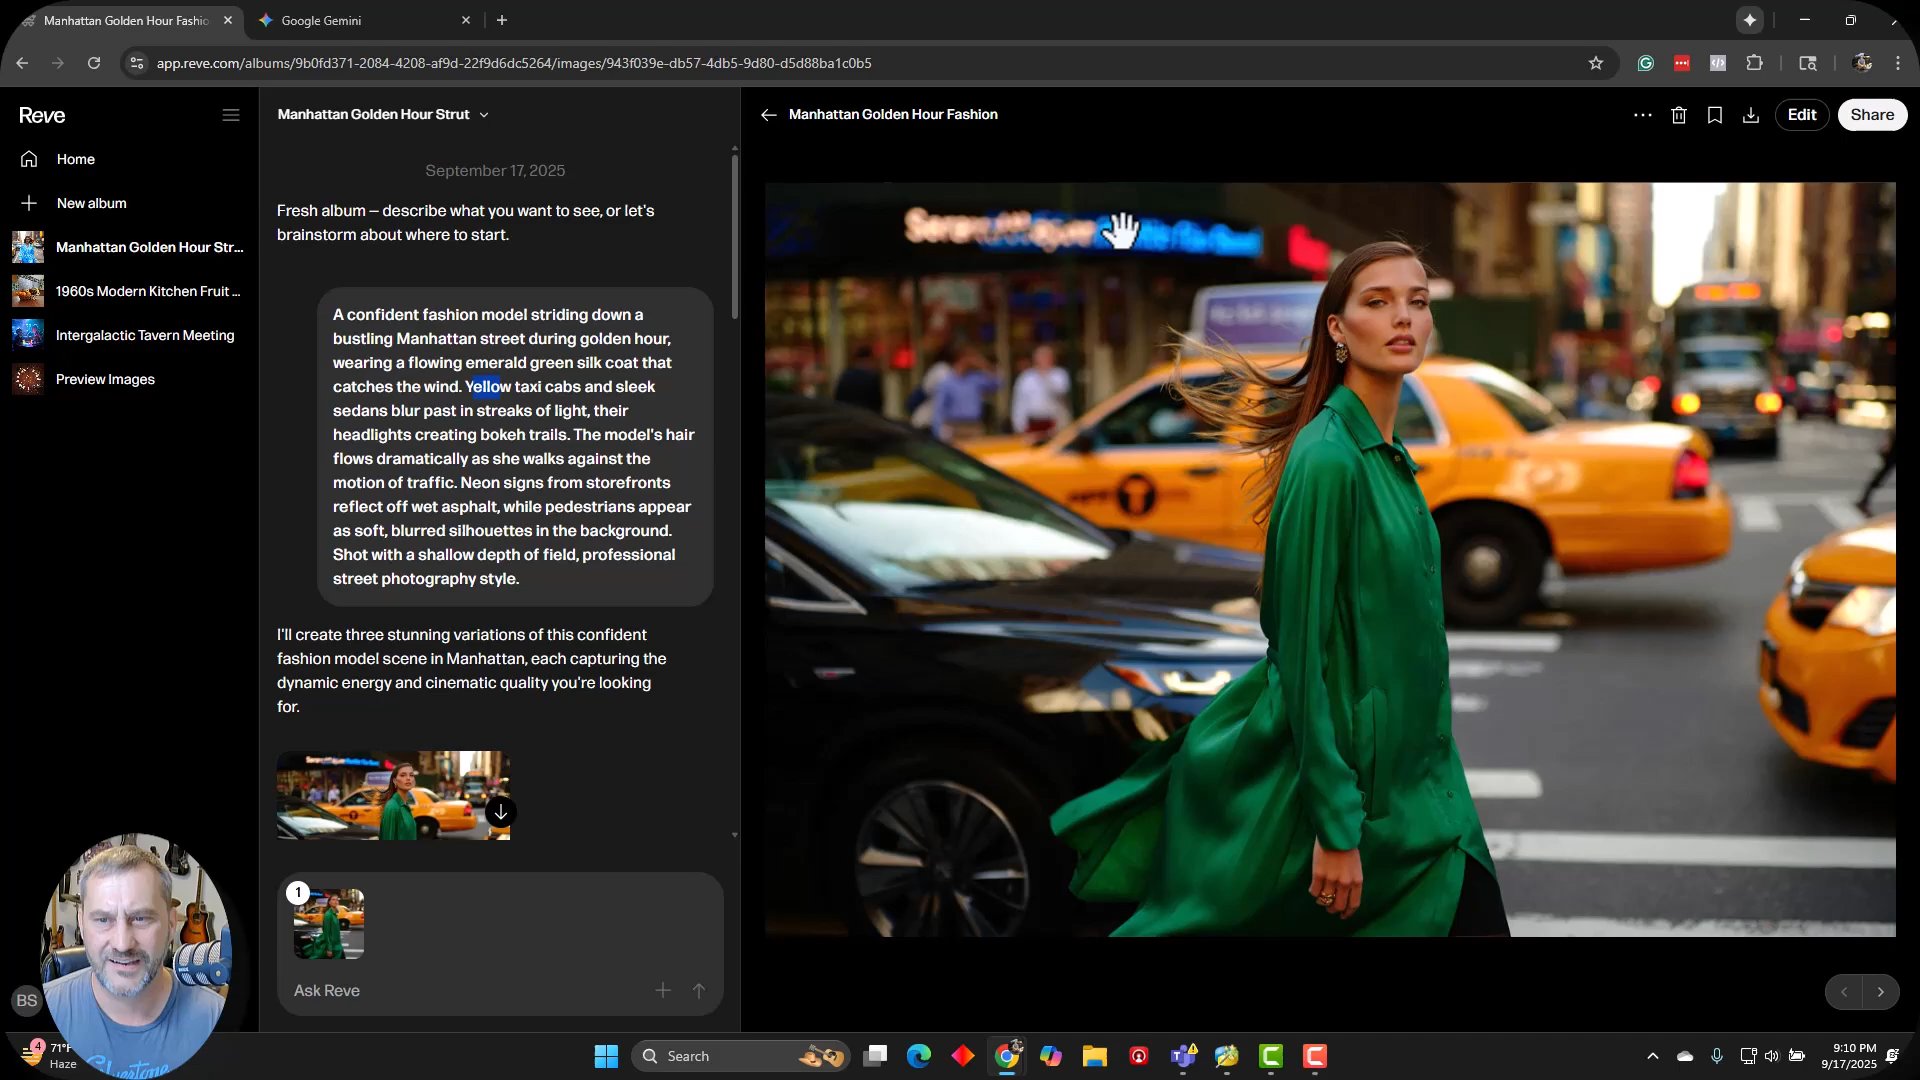 Manhattan Golden Hour Fashio
Google Gemini
app.reve.com/albums/9b0fd371-2084-4208-af9d-22f9d6dc5264/images/943f039e-db57-4db5-9d80-d5d88ba1c0b5
Reve
Home
New album
Manhattan Golden Hour Str...
1960s Modern Kitchen Fruit ...
Intergalactic Tavern Meeting
Preview Images
BS
Manhattan Golden Hour Strut
September 17, 2025
Fresh album – describe what you want to see, or let's
brainstorm about where to start.
A confident fashion model striding down a
bustling Manhattan street during golden hour,
wearing a flowing emerald green silk coat that
catches the wind. Yellow taxi cabs and sleek
sedans blur past in streaks of light, their
headlights creating bokeh trails. The model's hair
flows dramatically as she walks against the
motion of traffic. Neon signs from storefronts
reflect off wet asphalt, while pedestrians appear
as soft, blurred silhouettes in the background.
Shot with a shallow depth of field, professional
street photography style.
I'll create three stunning variations of this confident
fashion model scene in Manhattan, each capturing the
dynamic energy and cinematic quality you're looking
for.
1
Ask Reve
Manhattan Golden Hour Fashion
Edit
Share
T
4
71°F
Haze
Search
9:10 PM
9/17/2025